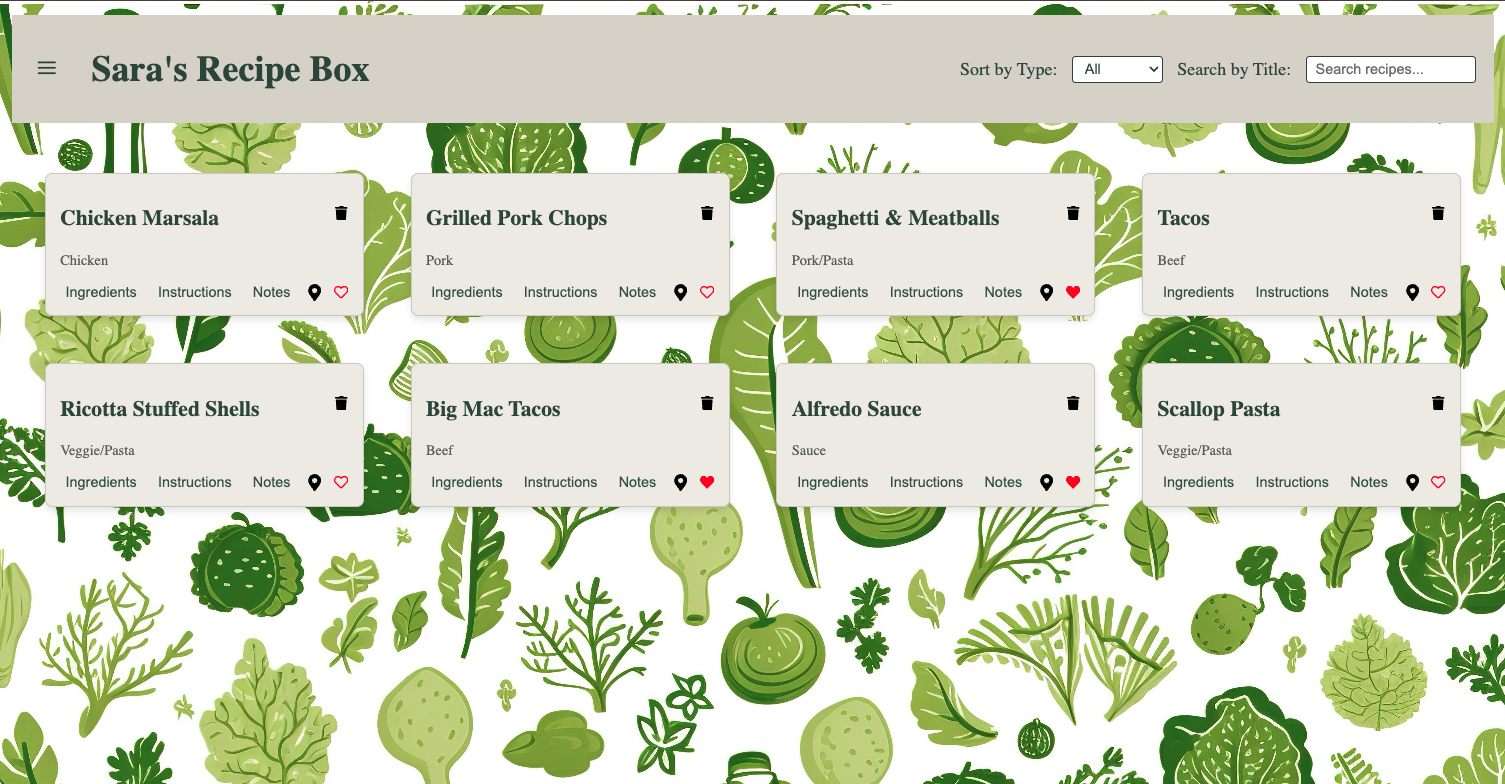 Sara's Recipe Box Sort by Type: All Search by Title: Search recipes...
Chicken Marsala
Chicken
Ingredients Instructions Notes
Grilled Pork Chops
Pork
Ingredients Instructions Notes
Spaghetti & Meatballs
Pork/Pasta
Ingredients Instructions Notes
Tacos
Beef
Ingredients Instructions Notes
Ricotta Stuffed Shells
Veggie/Pasta
Ingredients Instructions Notes
Big Mac Tacos
Beef
Ingredients Instructions Notes
Alfredo Sauce
Sauce
Ingredients Instructions Notes
Scallop Pasta
Veggie/Pasta
Ingredients Instructions Notes